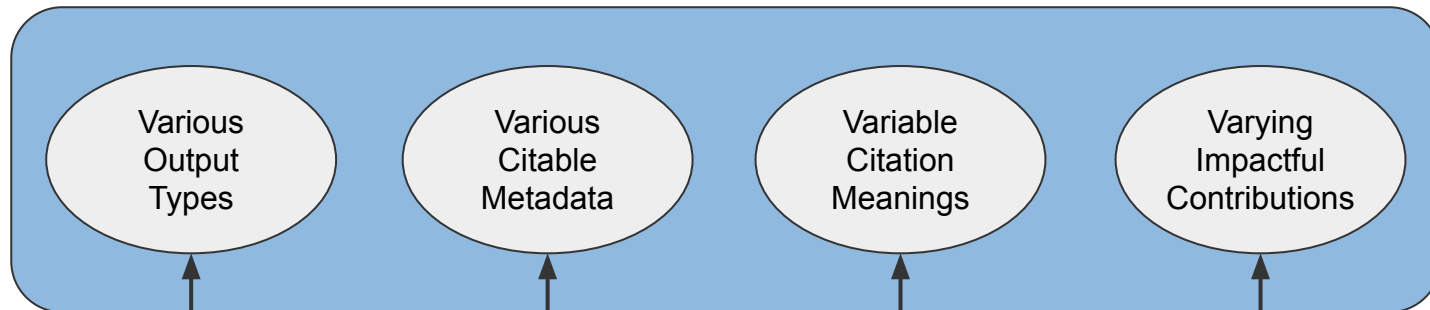 Various
Output
Types
Various
Citable
Metadata
Variable
Citation
Meanings
Varying
Impactful
Contributions